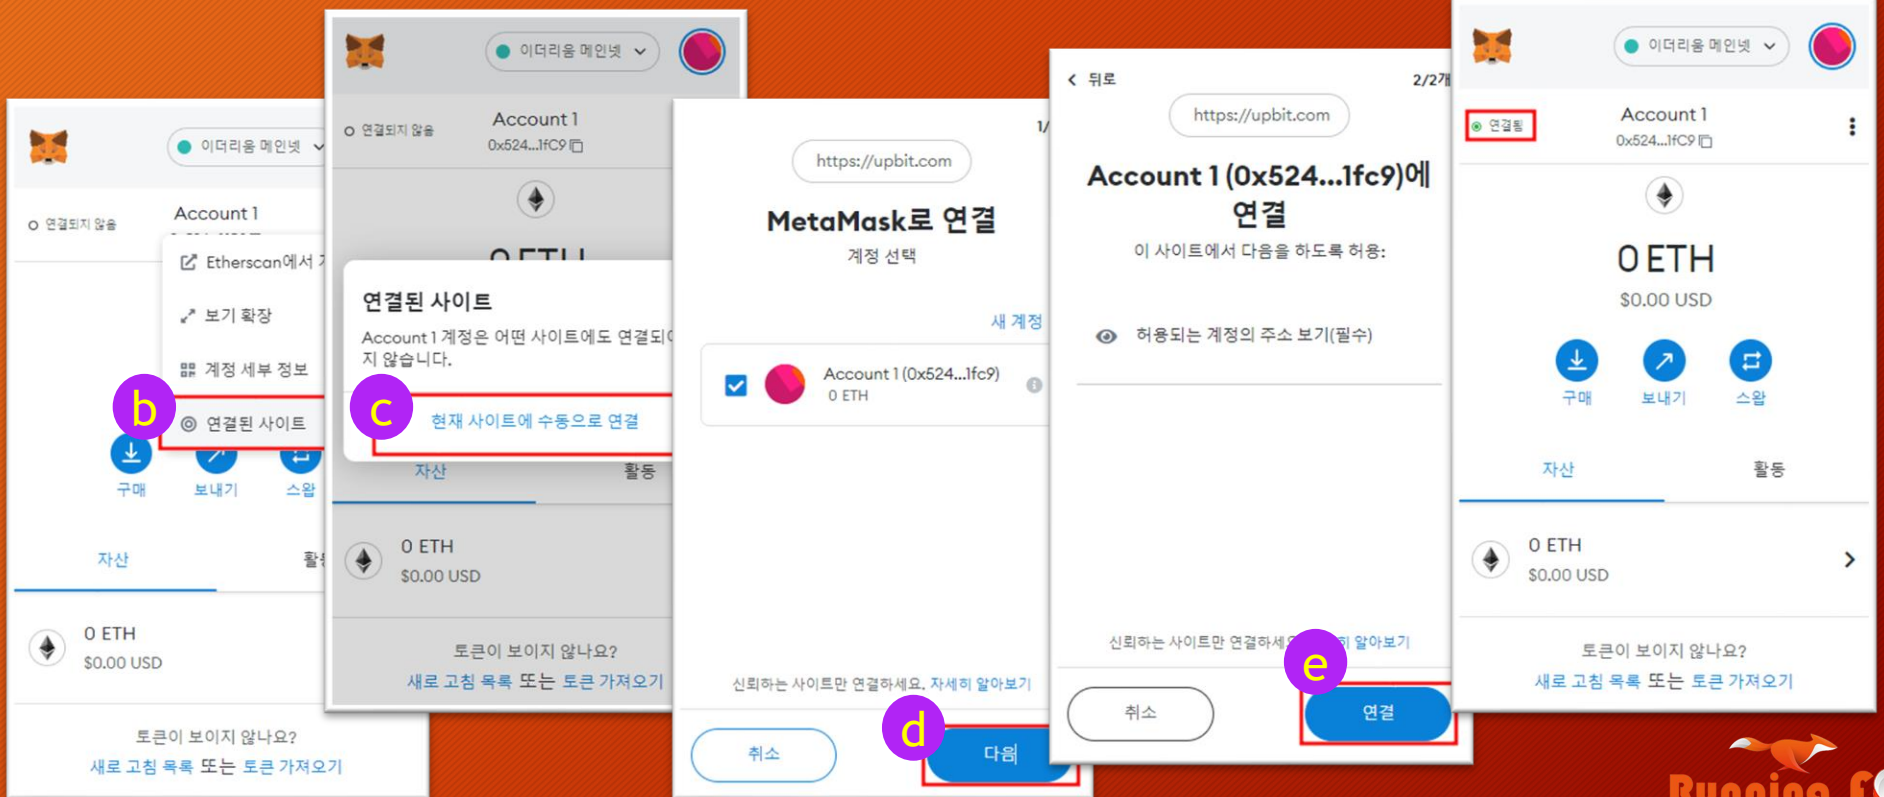 이더리움 메인넷
연결되지 않음
Account 1
Etherscan에서
보기 확장
계정 세부 정보
b
연결된 사이트
구매
보내기
스왑
자산
0 ETH
$0.00 USD
토큰이 보이지 않나요?
새로 고침 목록 또는 토큰 가져오기
이더리움 메인넷
연결되지 않음
Account 1
0x524...1fC9
0 ETH
연결된 사이트
Account 1 계정은 어떤 사이트에도 연결되어
지 않습니다.
c
현재 사이트에 수동으로 연결
자산
활동
0 ETH
$0.00 USD
토큰이 보이지 않나요?
새로 고침 목록 또는 토큰 가져오기
1/
https://upbit.com
MetaMask로 연결
계정 선택
새 계정
Account 1 (0x524...1fc9)
0 ETH
신뢰하는 사이트만 연결하세요. 자세히 알아보기
취소
d
다음
뒤로
2/2개
https://upbit.com
Account 1 (0x524...1fc9)에
연결
이 사이트에서 다음을 하도록 허용:
허용되는 계정의 주소 보기(필수)
신뢰하는 사이트만 연결하세요 히 알아보기
e
취소
연결
이더리움 메인넷
연결됨
Account 1
0x524...1fC9
0 ETH
$0.00 USD
구매
보내기
스왑
자산
활동
0 ETH
$0.00 USD
토큰이 보이지 않나요?
새로 고침 목록 또는 토큰 가져오기
Running